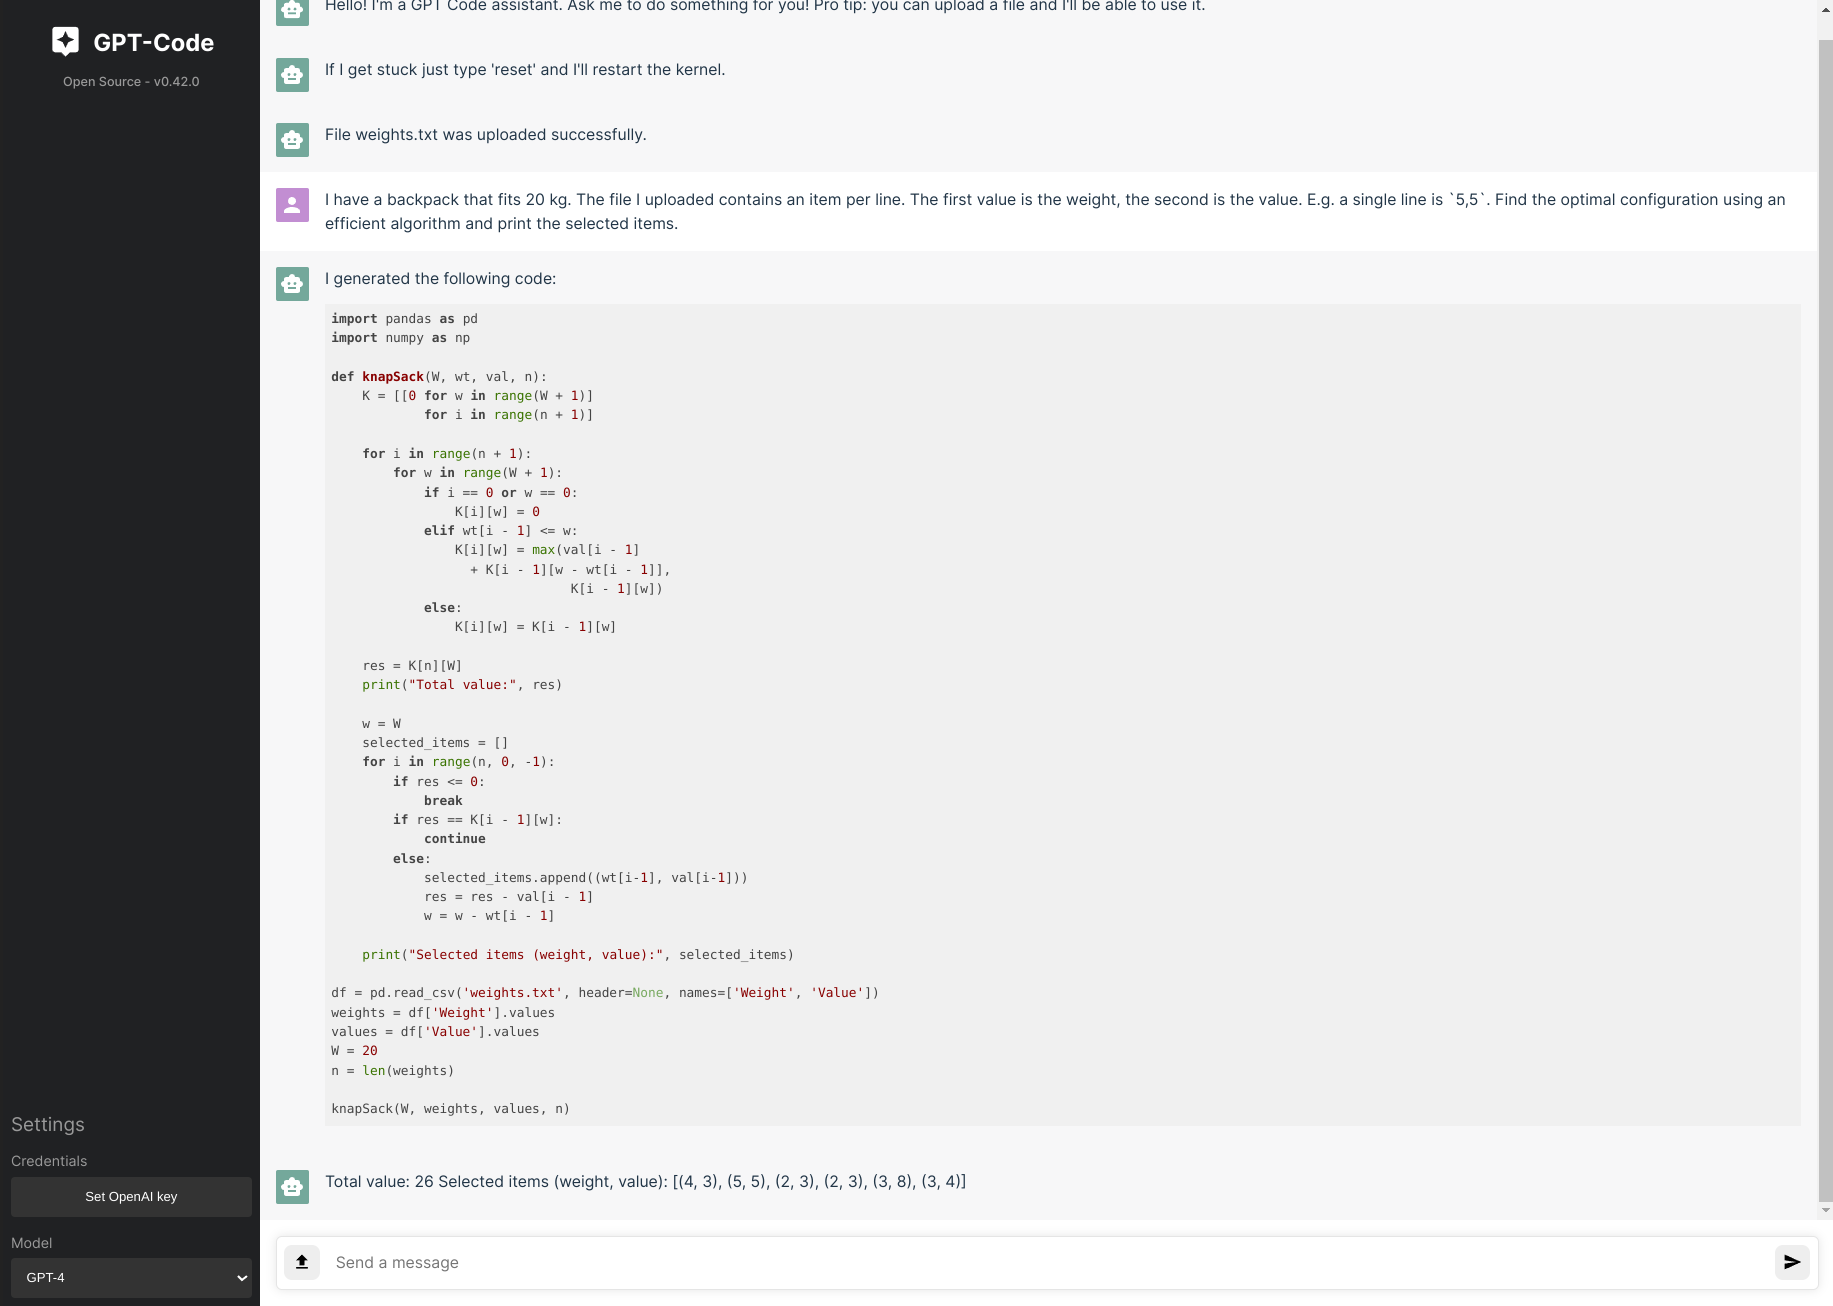 GPT-Code
Open Source - v0.42.0
Settings
Credentials
Set OpenAI key
Model
GPT-4
Hello! I'm a GPT Code assistant. Ask me to do something for you! Pro tip: you can upload a file and I'll be able to use it.
If I get stuck just type 'reset' and I'll restart the kernel.
File weights.txt was uploaded successfully.
I have a backpack that fits 20 kg. The file I uploaded contains an item per line. The first value is the weight, the second is the value. E.g. a single line is `5,5`. Find the optimal configuration using an
efficient algorithm and print the selected items.
I generated the following code:
import pandas as pd
import numpy as np
def knapSack(W, wt, val, n):
    K = [[0 for w in range(W + 1)]
            for i in range(n + 1)]
    for i in range(n + 1):
        for w in range(W + 1):
            if i == 0 or w == 0:
                K[i][w] = 0
            elif wt[i - 1] <= w:
                K[i][w] = max(val[i - 1]
                  + K[i - 1][w - wt[i - 1]],
                               K[i - 1][w])
            else:
                K[i][w] = K[i - 1][w]
    res = K[n][W]
    print("Total value:", res)
    w = W
    selected_items = []
    for i in range(n, 0, -1):
        if res <= 0:
            break
        if res == K[i - 1][w]:
            continue
        else:
            selected_items.append((wt[i-1], val[i-1]))
            res = res - val[i - 1]
            w = w - wt[i - 1]
    print("Selected items (weight, value):", selected_items)
df = pd.read_csv('weights.txt', header=None, names=['Weight', 'Value'])
weights = df['Weight'].values
values = df['Value'].values
W = 20
n = len(weights)
knapSack(W, weights, values, n)
Total value: 26 Selected items (weight, value): [(4, 3), (5, 5), (2, 3), (2, 3), (3, 8), (3, 4)]
Send a message